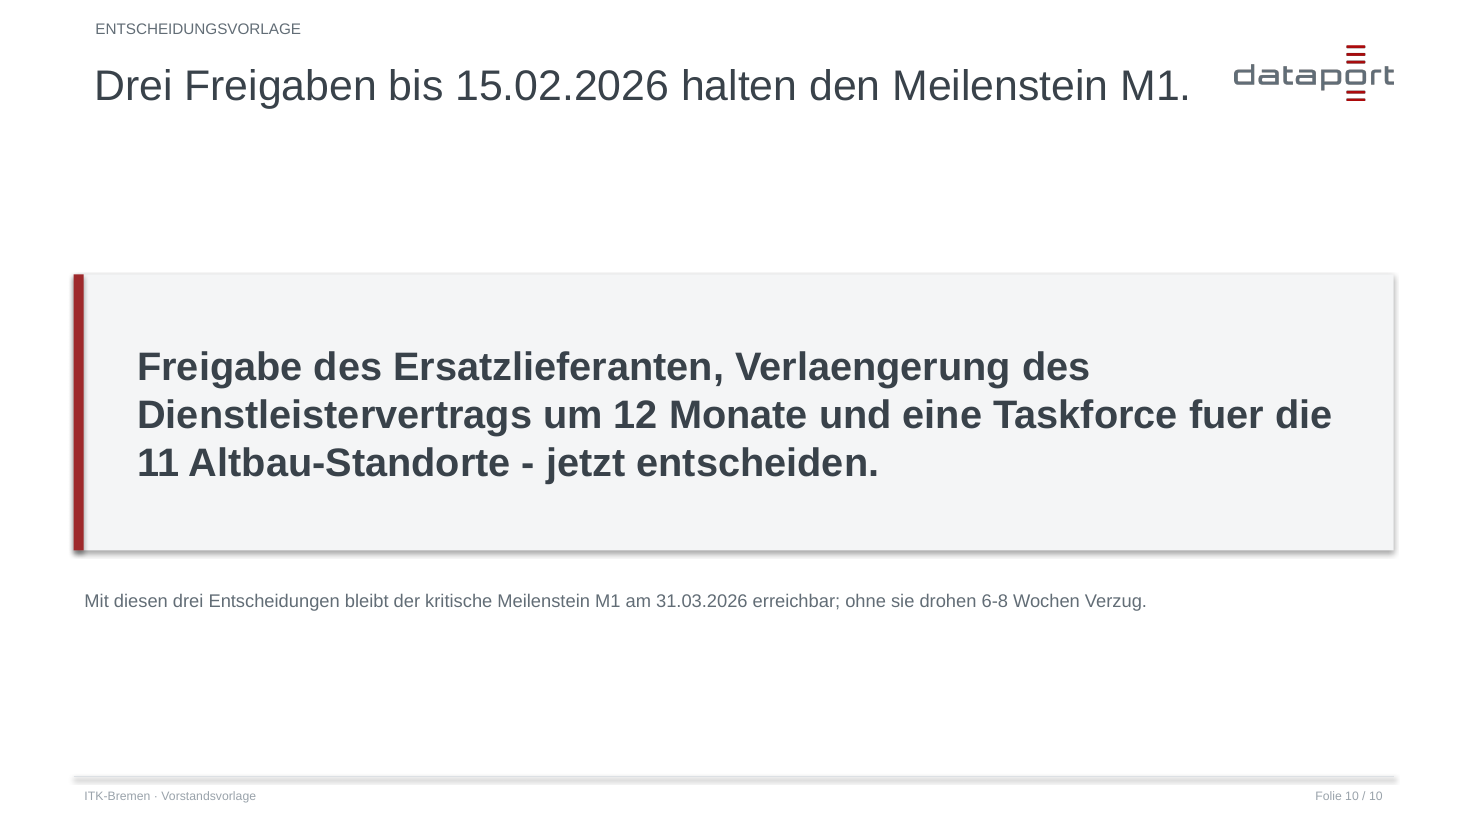 ENTSCHEIDUNGSVORLAGE
Drei Freigaben bis 15.02.2026 halten den Meilenstein M1.
dataport
Freigabe des Ersatzlieferanten, Verlaengerung des
Dienstleistervertrags um 12 Monate und eine Taskforce fuer die
11 Altbau-Standorte - jetzt entscheiden.
Mit diesen drei Entscheidungen bleibt der kritische Meilenstein M1 am 31.03.2026 erreichbar; ohne sie drohen 6-8 Wochen Verzug.
ITK-Bremen · Vorstandsvorlage
Folie 10 / 10